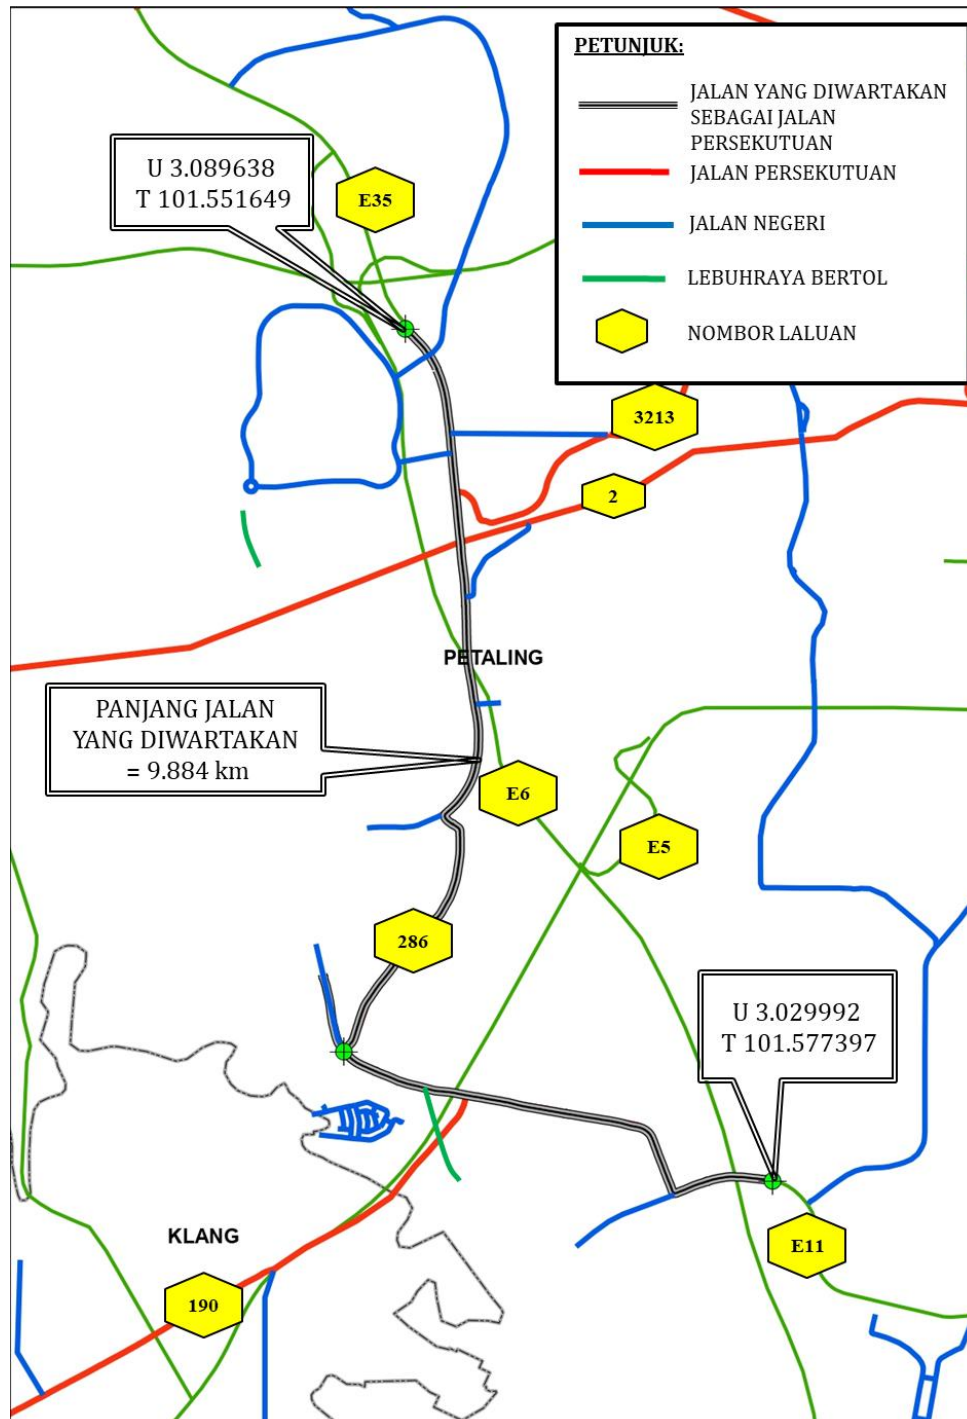 PETUNJUK:
JALAN YANG DIWARTAKAN
SEBAGAI JALAN
PERSEKUTUAN
JALAN PERSEKUTUAN
JALAN NEGERI
LEBUHRAYA BERTOL
NOMBOR LALUAN
U 3.089638
T 101.551649
E35
3213
2
PETALING
PANJANG JALAN
YANG DIWARTAKAN
= 9.884 km
E6
E5
286
U 3.029992
T 101.577397
KLANG
E11
190